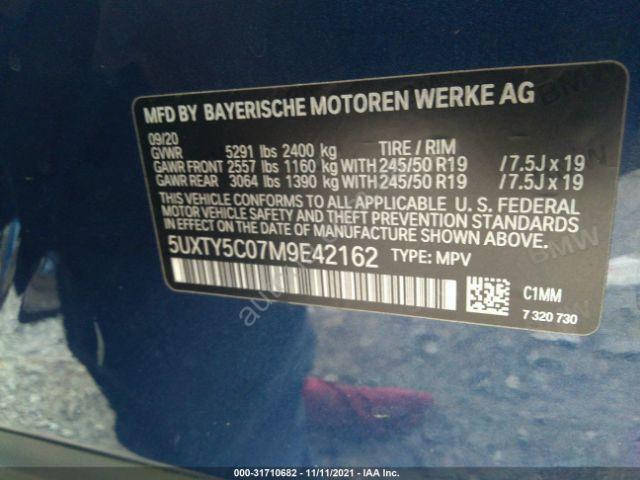 MFD BY BAYERISCHE MOTOREN WERKE AG
09/20
GVWR 5291 lbs 2400 kg TIRE / RIM
GAWR FRONT 2557 lbs 1160 kg WITH 245/50 R19 /7.5J x 19
GAWR REAR 3064 lbs 1390 kg WITH 245/50 R19 /7.5J x 19
THIS VEHICLE CONFORMS TO ALL APPLICABLE U. S. FEDERAL
MOTOR VEHICLE SAFETY AND THEFT PREVENTION STANDARDS
IN EFFECT ON THE DATE OF MANUFACTURE SHOWN ABOVE.
5UXTY5C07M9E42162 TYPE: MPV
C1MM
7 320 730
BMW
BMW
000-31710682 - 11/11/2021 - IAA Inc.